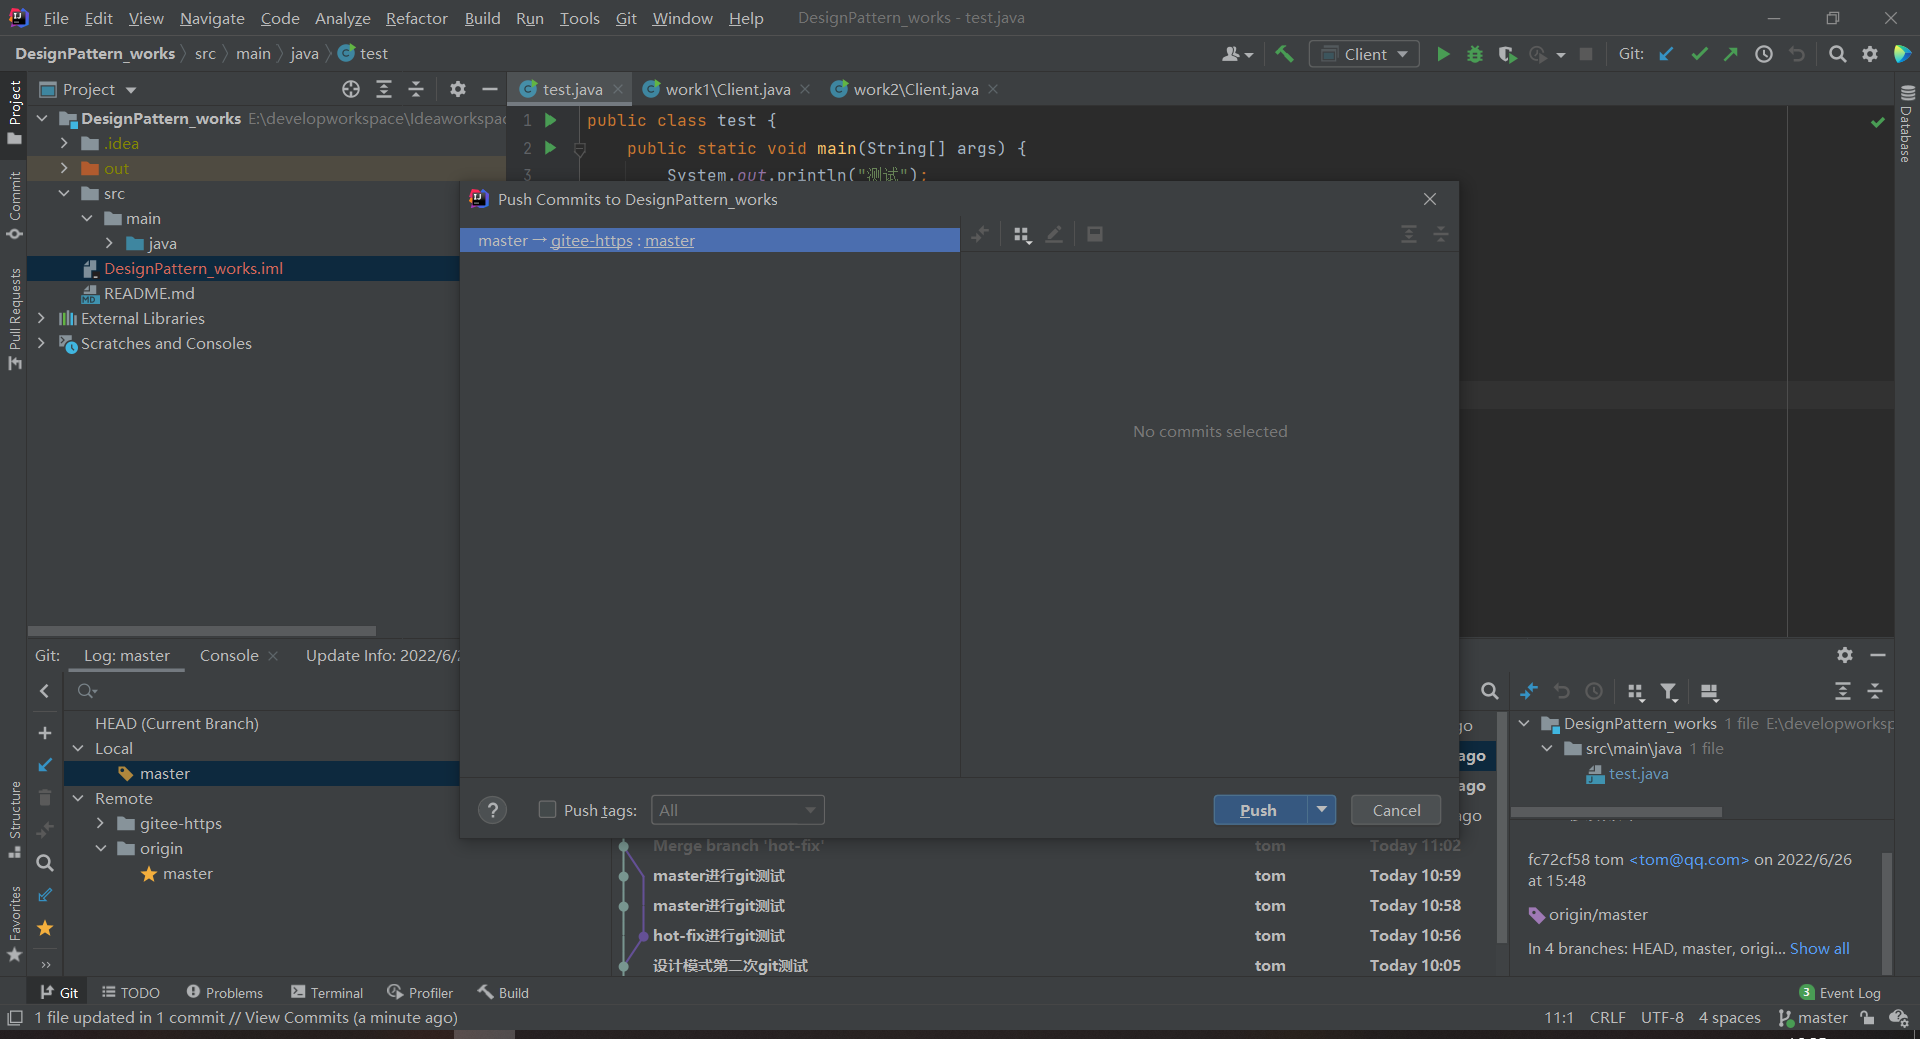 File Edit View Navigate Code Analyze Refactor Build Run Tools Git Window Help DesignPattern_works - test.java
DesignPattern_works src main java test
Client
Git:
Project
test.java
work1\Client.java
work2\Client.java
DesignPattern_works E:\developworkspace\Ideaworkspac
.idea
out
src
main
java
DesignPattern_works.iml
README.md
External Libraries
Scratches and Consoles
1 public class test {
2 public static void main(String[] args) {
3 System.out.println("测试");
Project
Commit
Pull Requests
Structure
Favorites
Database
Push Commits to DesignPattern_works
master → gitee-https : master
No commits selected
? Push tags: All
Push
Cancel
Git: Log: master Console Update Info: 2022/6/2
HEAD (Current Branch)
Local
master
Remote
gitee-https
origin
master
go
ago
ago
go
Merge branch 'hot-fix' tom Today 11:02
master进行git测试 tom Today 10:59
master进行git测试 tom Today 10:58
hot-fix进行git测试 tom Today 10:56
设计模式第二次git测试 tom Today 10:05
DesignPattern_works 1 file E:\developworksp
src\main\java 1 file
test.java
fc72cf58 tom <tom@qq.com> on 2022/6/26
at 15:48
origin/master
In 4 branches: HEAD, master, origi... Show all
Git TODO Problems Terminal Profiler Build
3 Event Log
1 file updated in 1 commit // View Commits (a minute ago)
11:1 CRLF UTF-8 4 spaces master